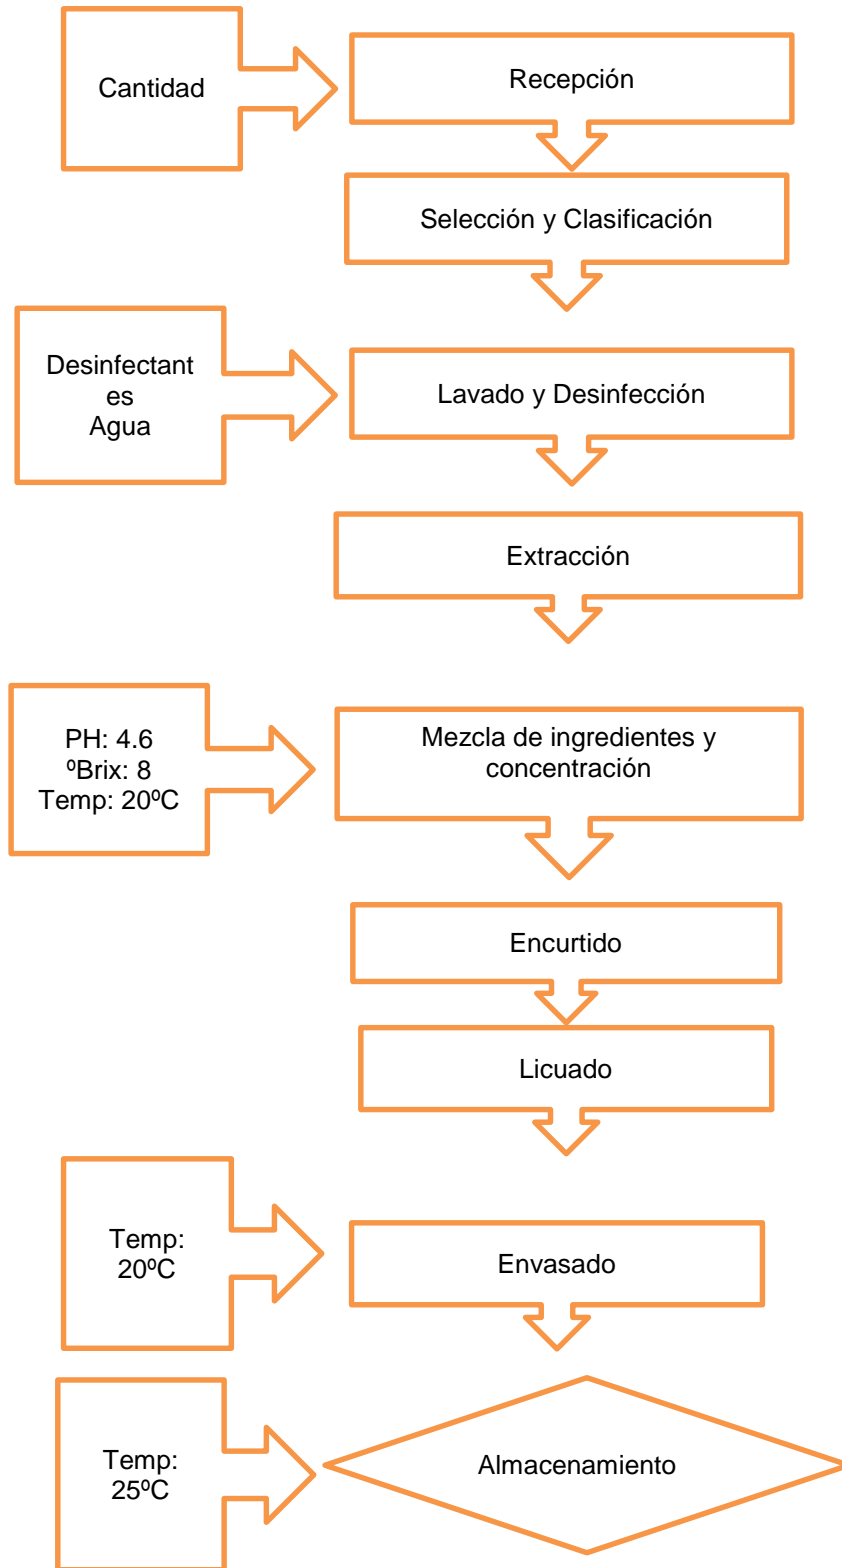 Cantidad
Recepción
Selección y Clasificación
Desinfectant
es
Agua
Lavado y Desinfección
Extracción
PH: 4.6
ºBrix: 8
Temp: 20ºC
Mezcla de ingredientes y
concentración
Encurtido
Licuado
Temp:
20ºC
Envasado
Temp:
25ºC
Almacenamiento